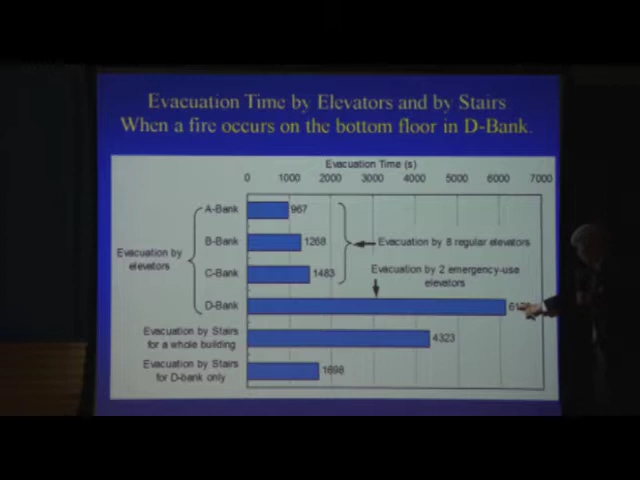 Evacuation Time by Elevators and by Stairs
When a fire occurs on the bottom floor in D-Bank.
Evacuation Time (s)
0 1000 2000 3000 4000 5000 6000 7000
A-Bank 967
B-Bank 1268
C-Bank 1483
Evacuation by 8 regular elevators
Evacuation by
elevators
Evacuation by 2 emergency-use
elevators
D-Bank
Evacuation by Stairs
for a whole building
4323
Evacuation by Stairs
for D-bank only
1698